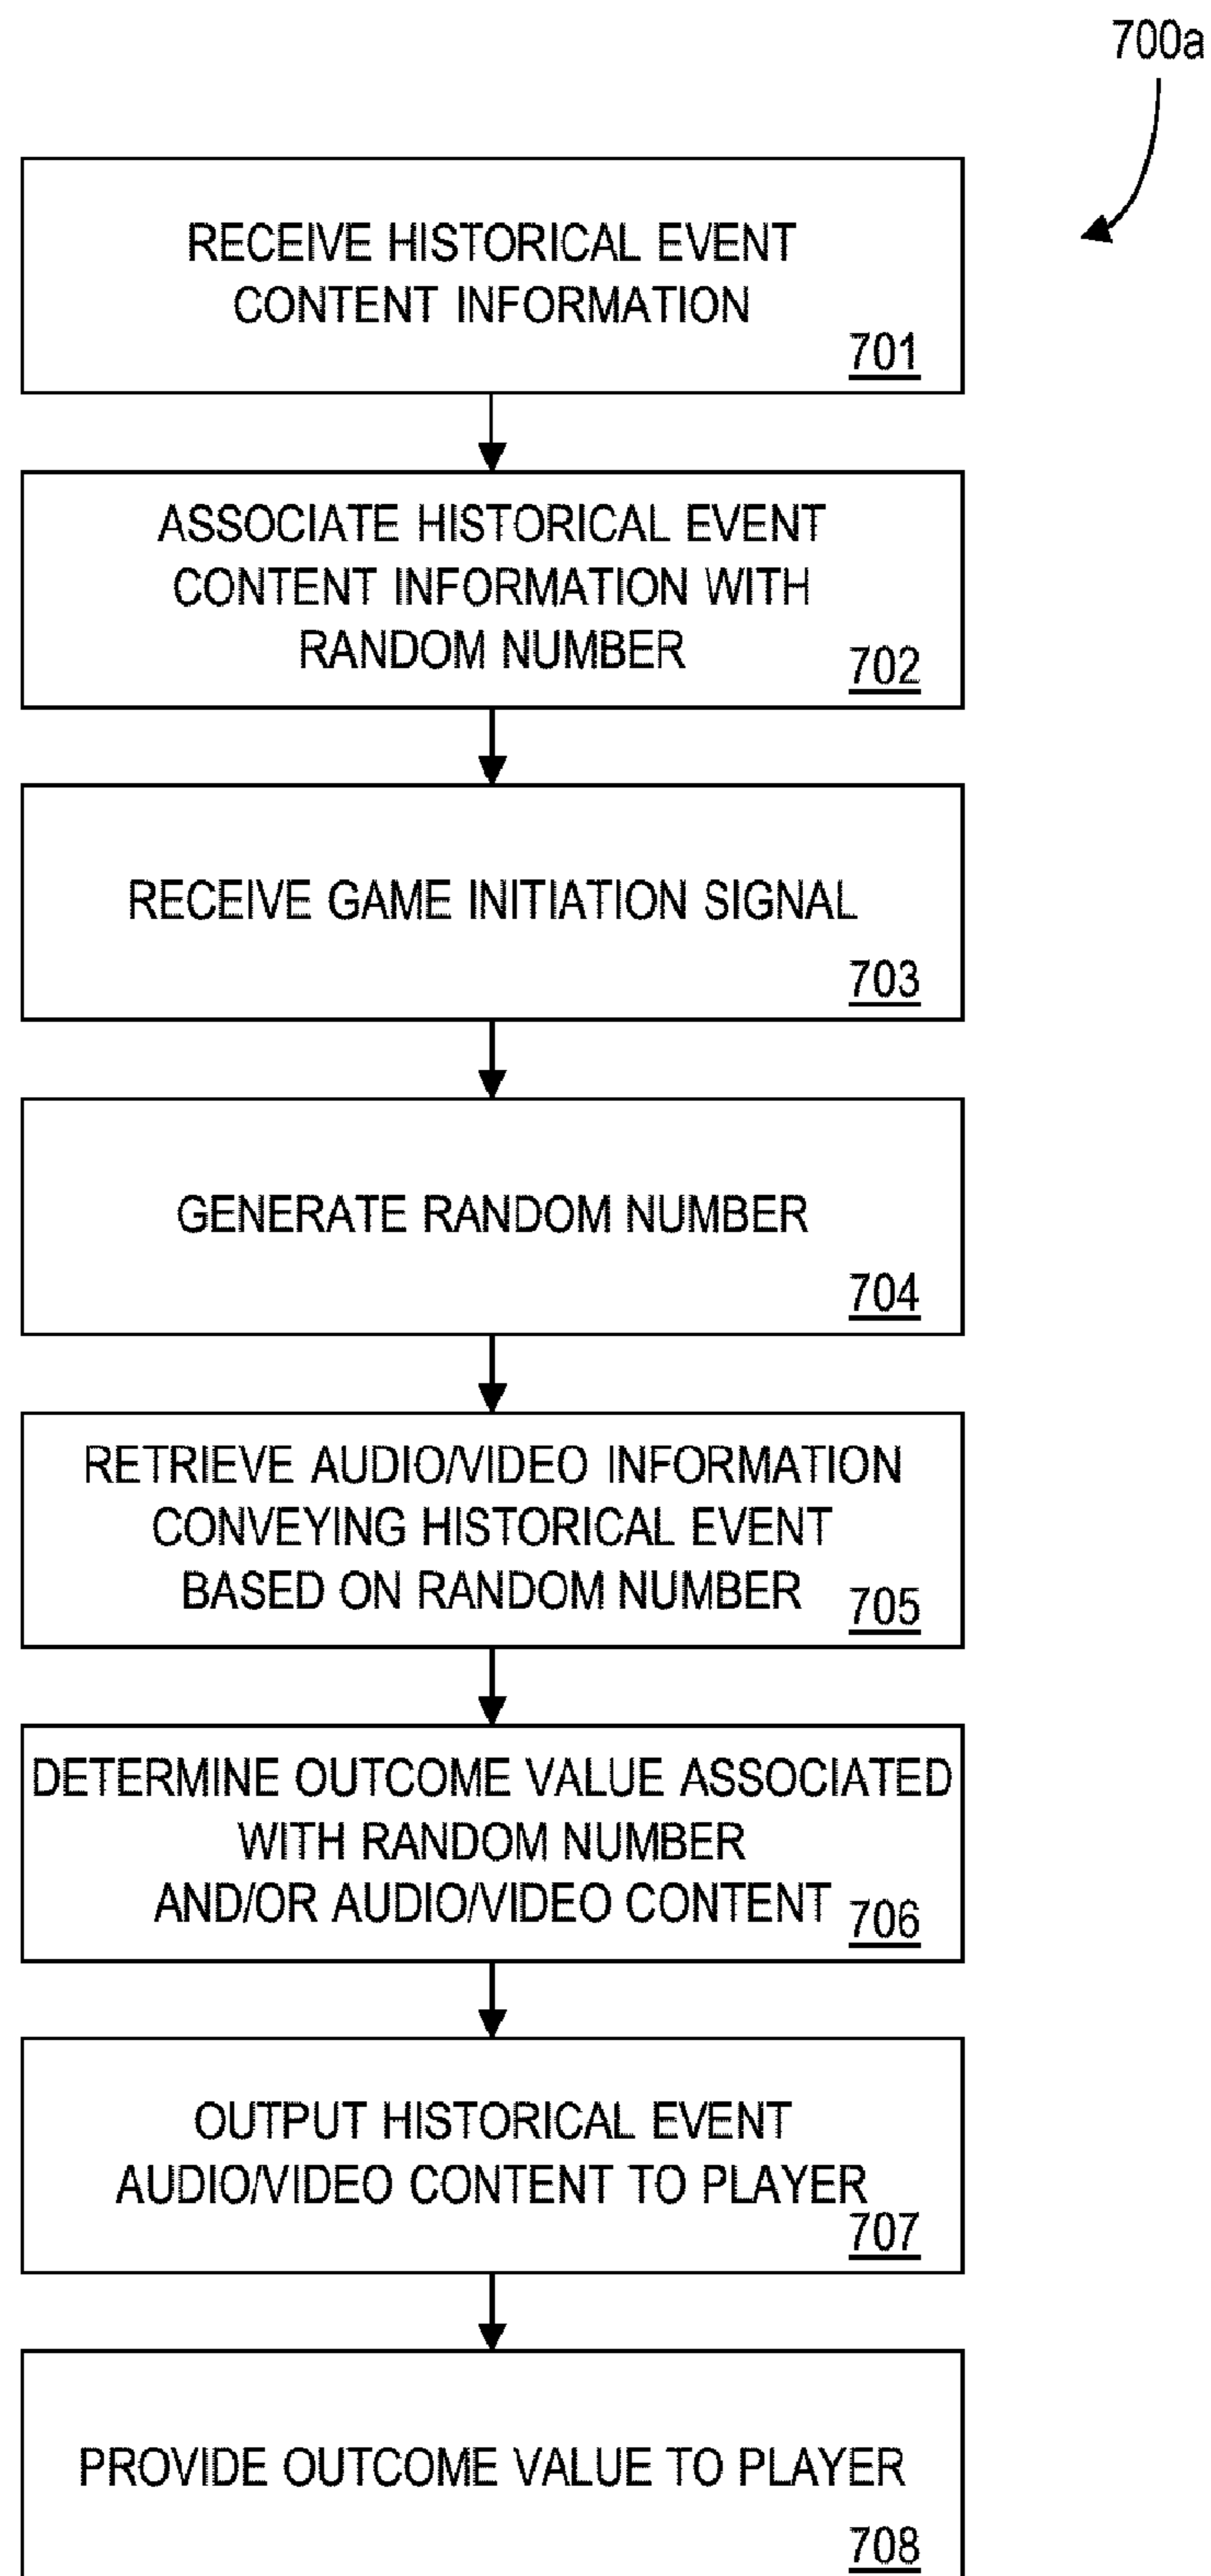 700a
RECEIVE HISTORICAL EVENT
CONTENT INFORMATION
701
ASSOCIATE HISTORICAL EVENT
CONTENT INFORMATION WITH
RANDOM NUMBER
702
RECEIVE GAME INITIATION SIGNAL
703
GENERATE RANDOM NUMBER
704
RETRIEVE AUDIO/VIDEO INFORMATION
CONVEYING HISTORICAL EVENT
BASED ON RANDOM NUMBER
705
DETERMINE OUTCOME VALUE ASSOCIATED
WITH RANDOM NUMBER
AND/OR AUDIO/VIDEO CONTENT
706
OUTPUT HISTORICAL EVENT
AUDIO/VIDEO CONTENT TO PLAYER
707
PROVIDE OUTCOME VALUE TO PLAYER
708